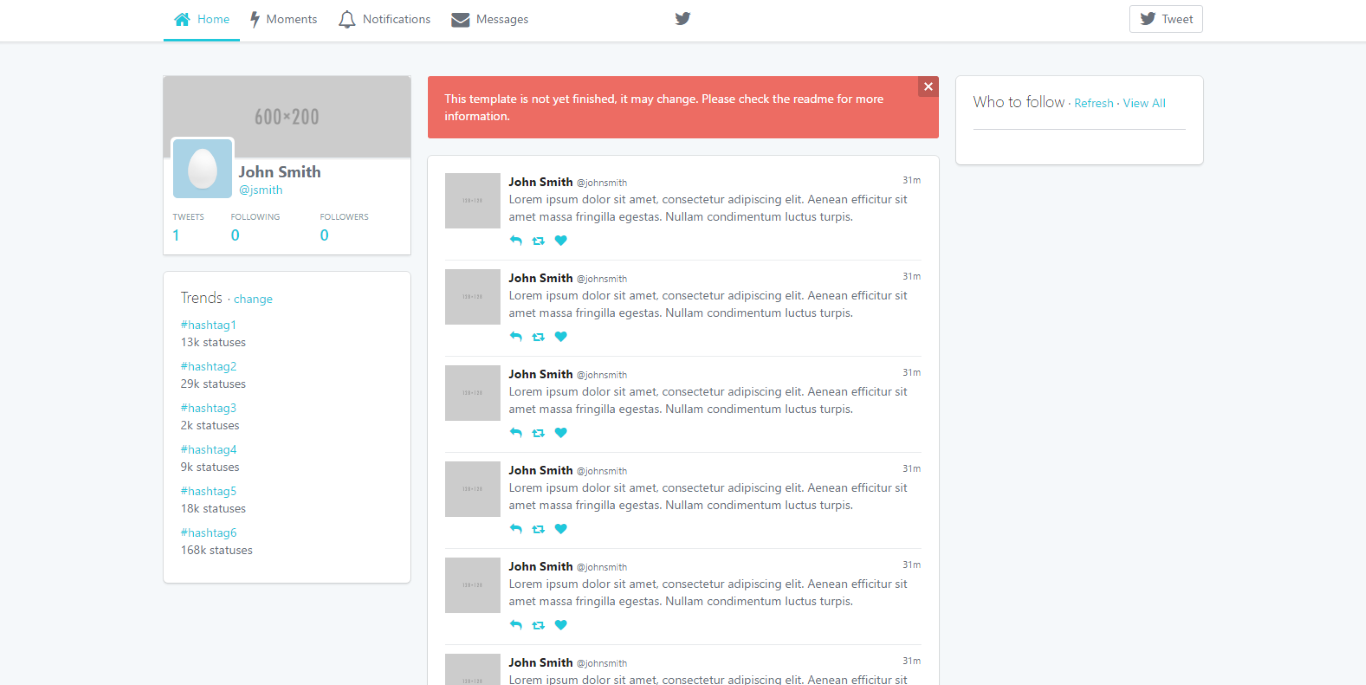 Home Moments Notifications Messages Tweet
600×200
John Smith
@jsmith
TWEETS FOLLOWING FOLLOWERS
1 0 0
Trends · change
#hashtag1
13k statuses
#hashtag2
29k statuses
#hashtag3
2k statuses
#hashtag4
9k statuses
#hashtag5
18k statuses
#hashtag6
168k statuses
This template is not yet finished, it may change. Please check the readme for more
information.
John Smith @johnsmith 31m
Lorem ipsum dolor sit amet, consectetur adipiscing elit. Aenean efficitur sit
amet massa fringilla egestas. Nullam condimentum luctus turpis.
John Smith @johnsmith 31m
Lorem ipsum dolor sit amet, consectetur adipiscing elit. Aenean efficitur sit
amet massa fringilla egestas. Nullam condimentum luctus turpis.
John Smith @johnsmith 31m
Lorem ipsum dolor sit amet, consectetur adipiscing elit. Aenean efficitur sit
amet massa fringilla egestas. Nullam condimentum luctus turpis.
John Smith @johnsmith 31m
Lorem ipsum dolor sit amet, consectetur adipiscing elit. Aenean efficitur sit
amet massa fringilla egestas. Nullam condimentum luctus turpis.
John Smith @johnsmith 31m
Lorem ipsum dolor sit amet, consectetur adipiscing elit. Aenean efficitur sit
amet massa fringilla egestas. Nullam condimentum luctus turpis.
John Smith @johnsmith 31m
Lorem ipsum dolor sit amet, consectetur adipiscing elit. Aenean efficitur sit
Who to follow · Refresh · View All